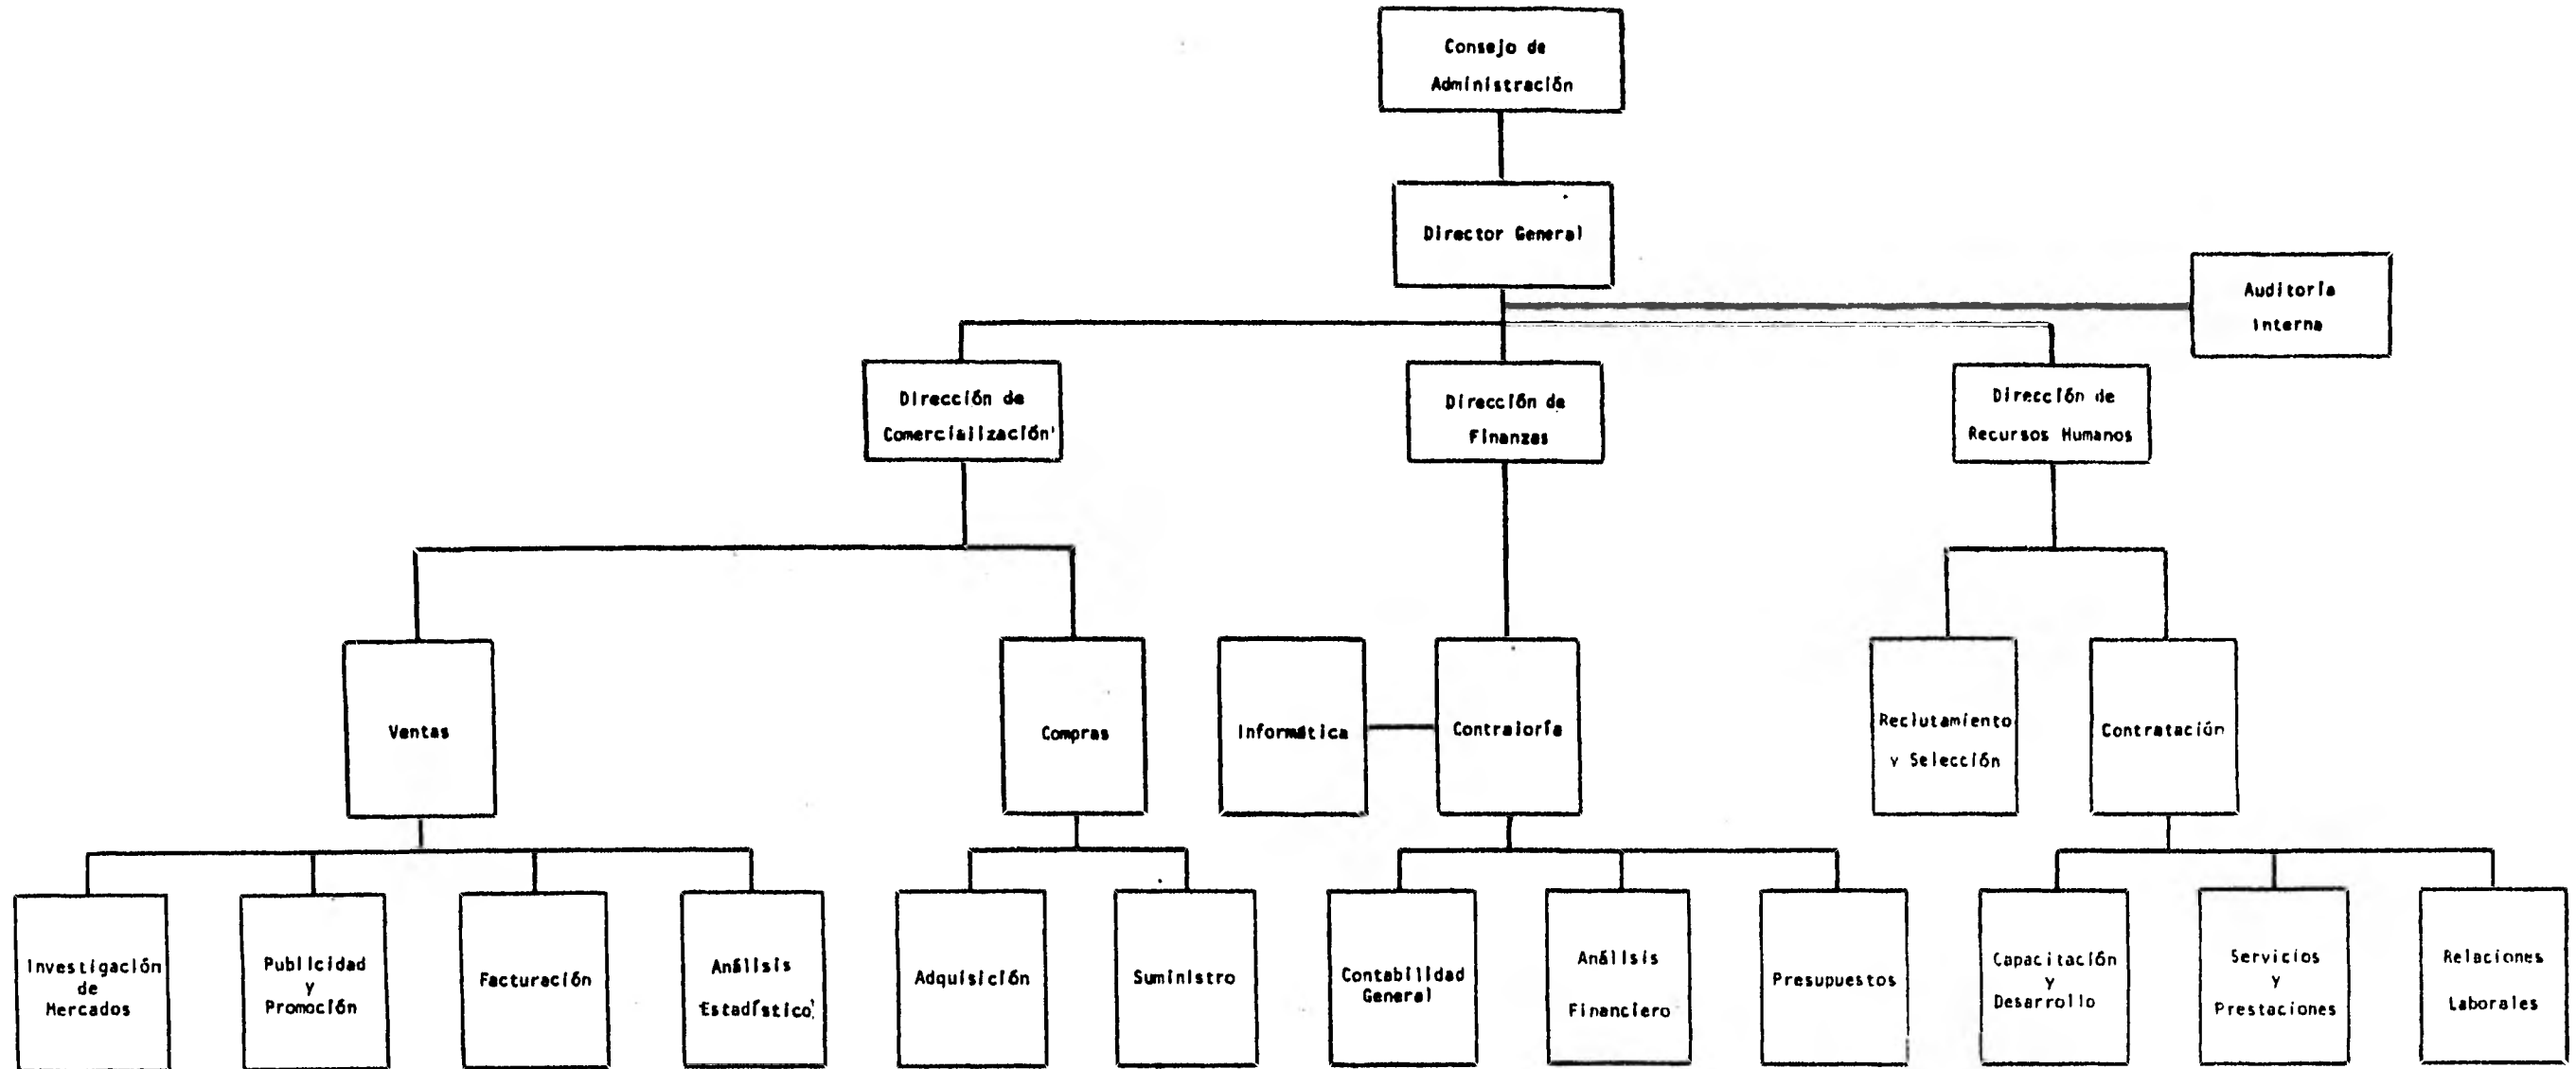 Consejo de
Administración
Director General
Auditoría
Interna
Dirección de
Comercialización
Dirección de
Finanzas
Dirección de
Recursos Humanos
Ventas
Compras
Informática
Contraloría
Reclutamiento
y Selección
Contratación
Investigación
de
Mercados
Publicidad
y
Promoción
Facturación
Análisis
Estadístico
Adquisición
Suministro
Contabilidad
General
Análisis
Financiero
Presupuestos
Capacitación
y
Desarrollo
Servicios
y
Prestaciones
Relaciones
Laborales